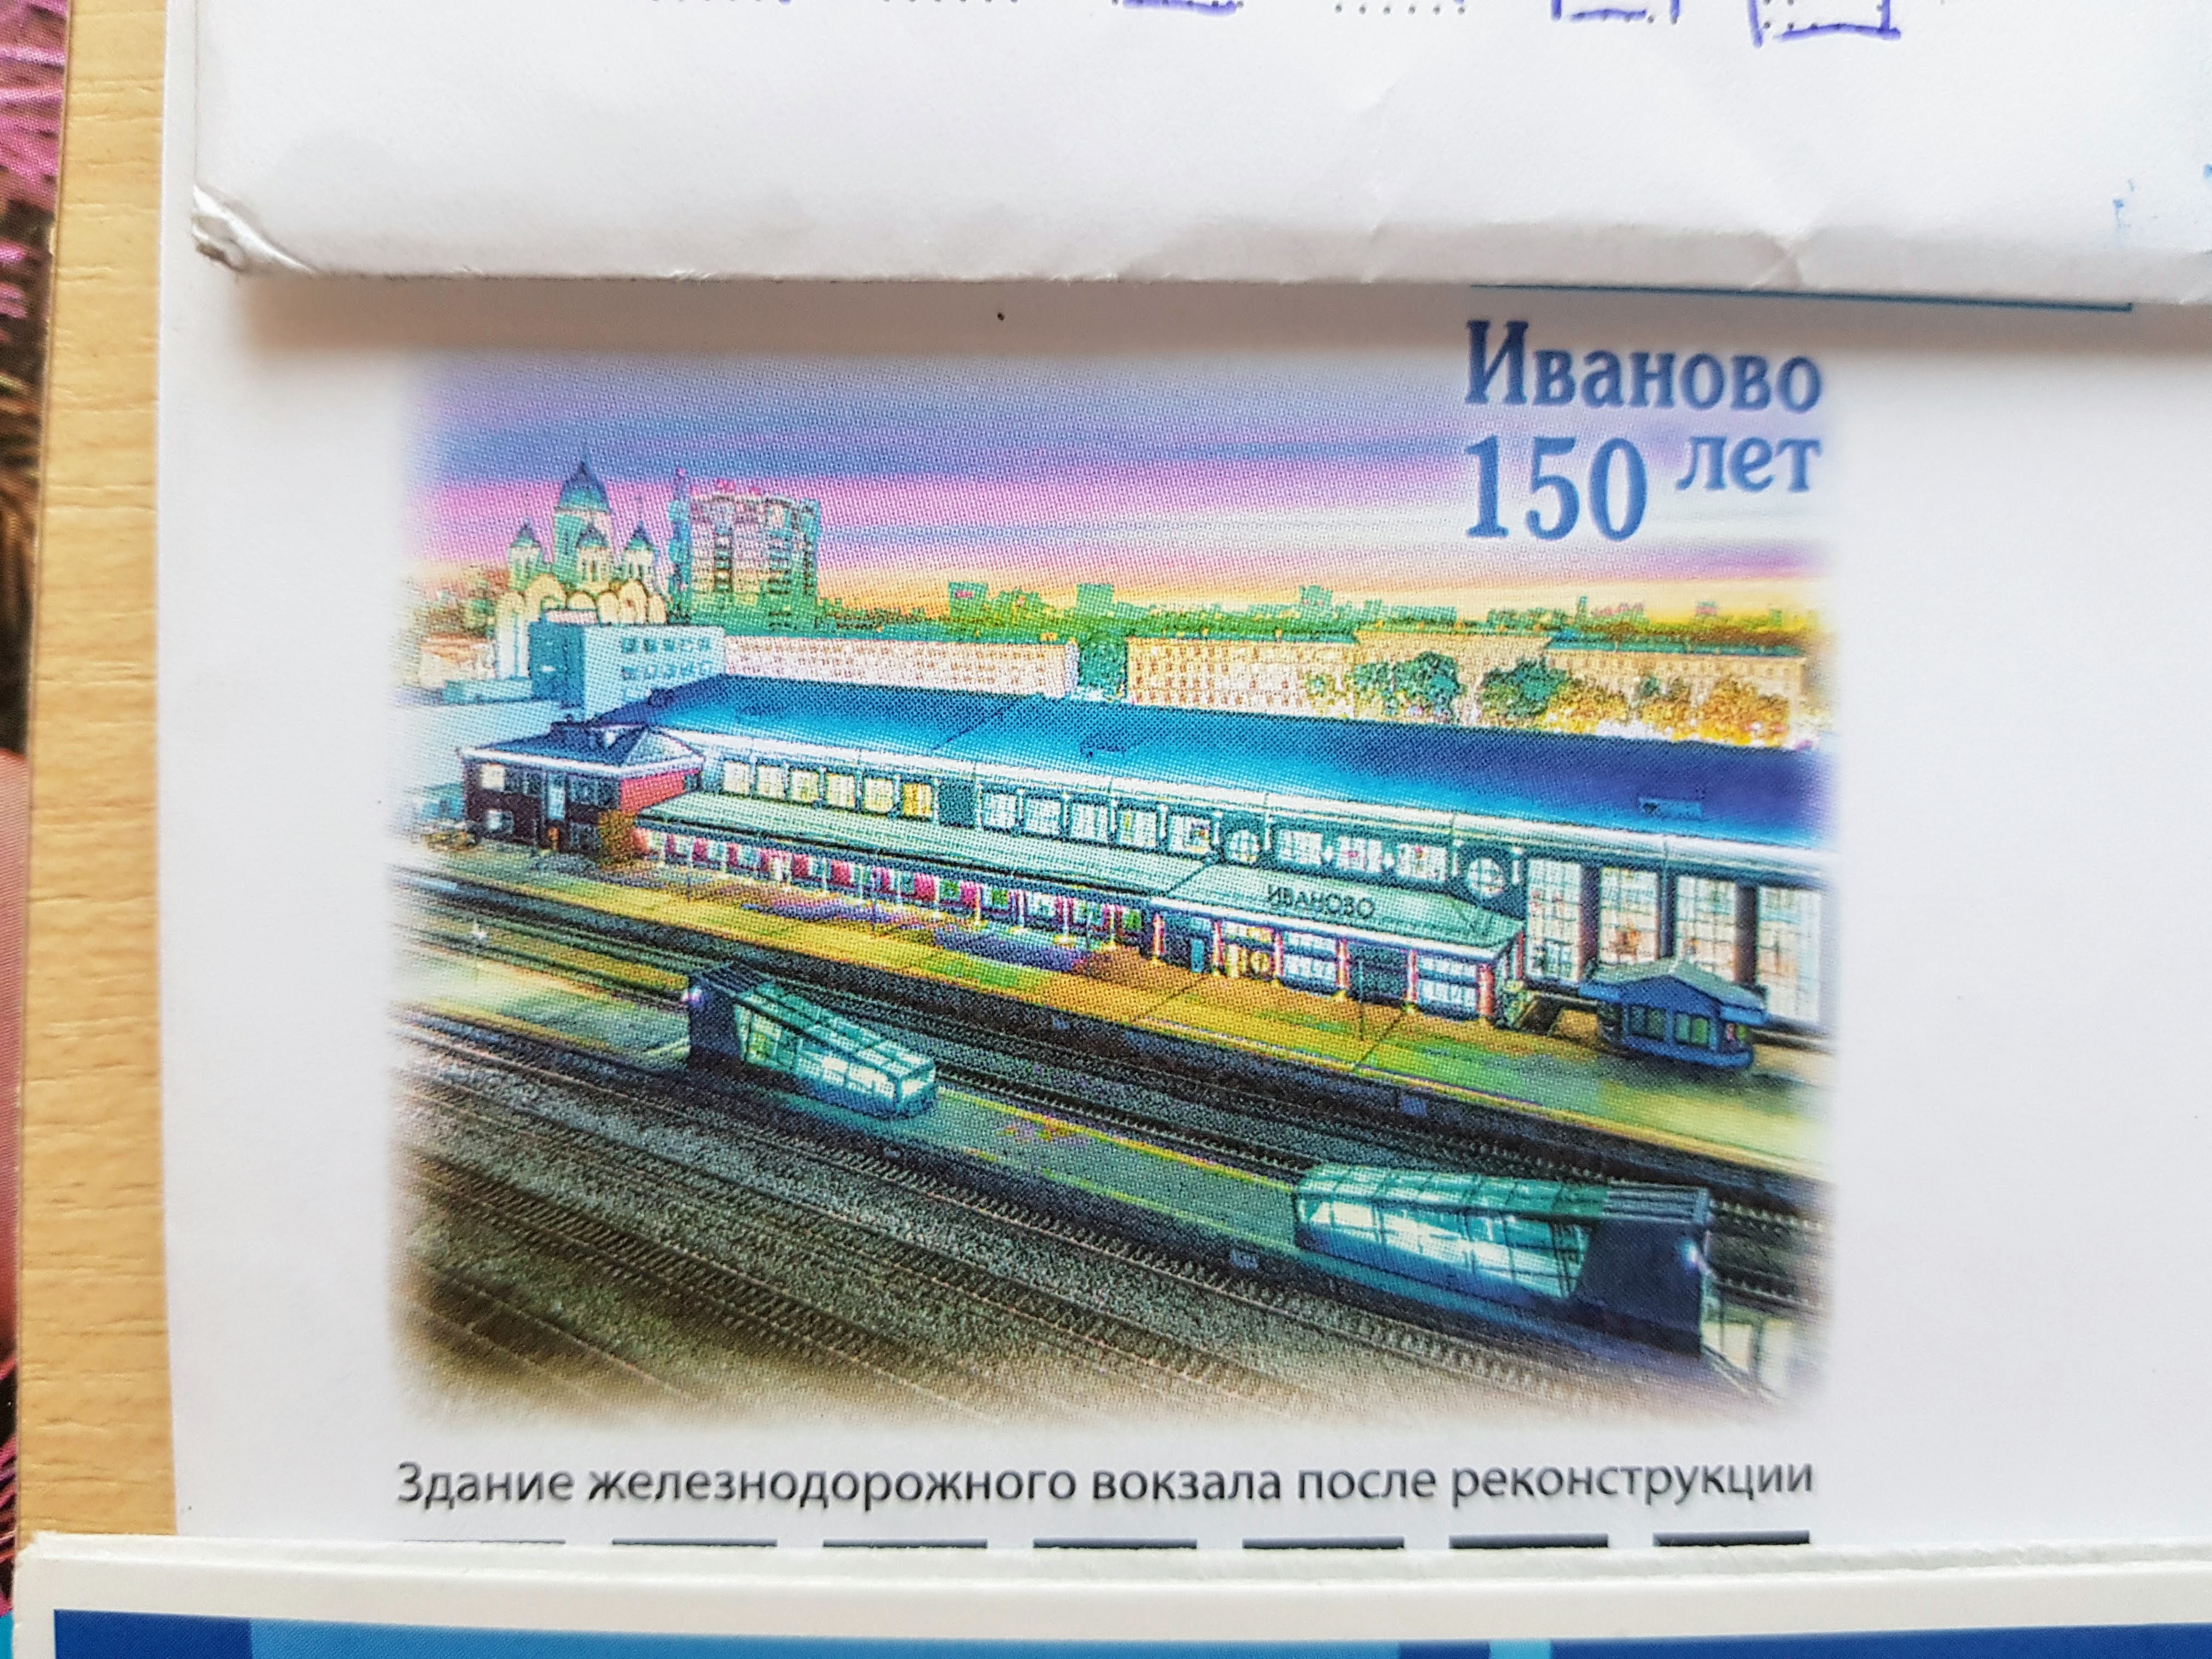 Иваново
150 лет
ИВАНОВО
Здание железнодорожного вокзала после реконструкции